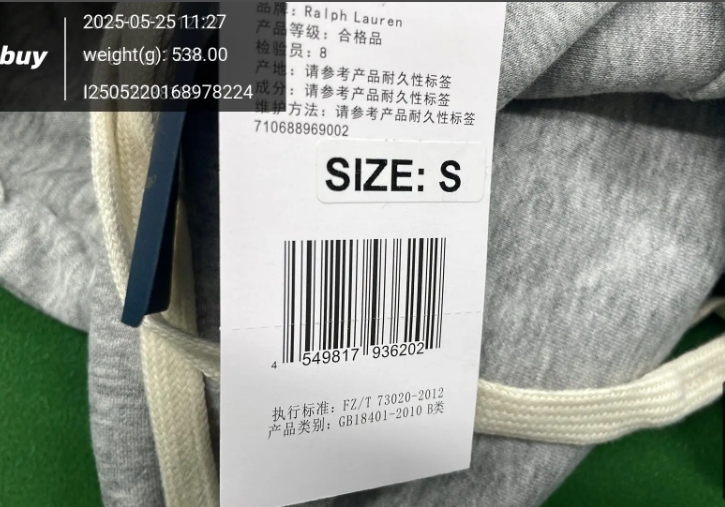 2025-05-25 11:27
buy
weight(g): 538.00
I2505220168978224
品牌: Ralph Lauren
产品等级: 合格品
检验员: 8
产地: 请参考产品耐久性标签
成分: 请参考产品耐久性标签
维护方法: 请参考产品耐久性标签
710688969002
SIZE: S
4 549817 936202
执行标准: FZ/T 73020-2012
产品类别: GB18401-2010 B类